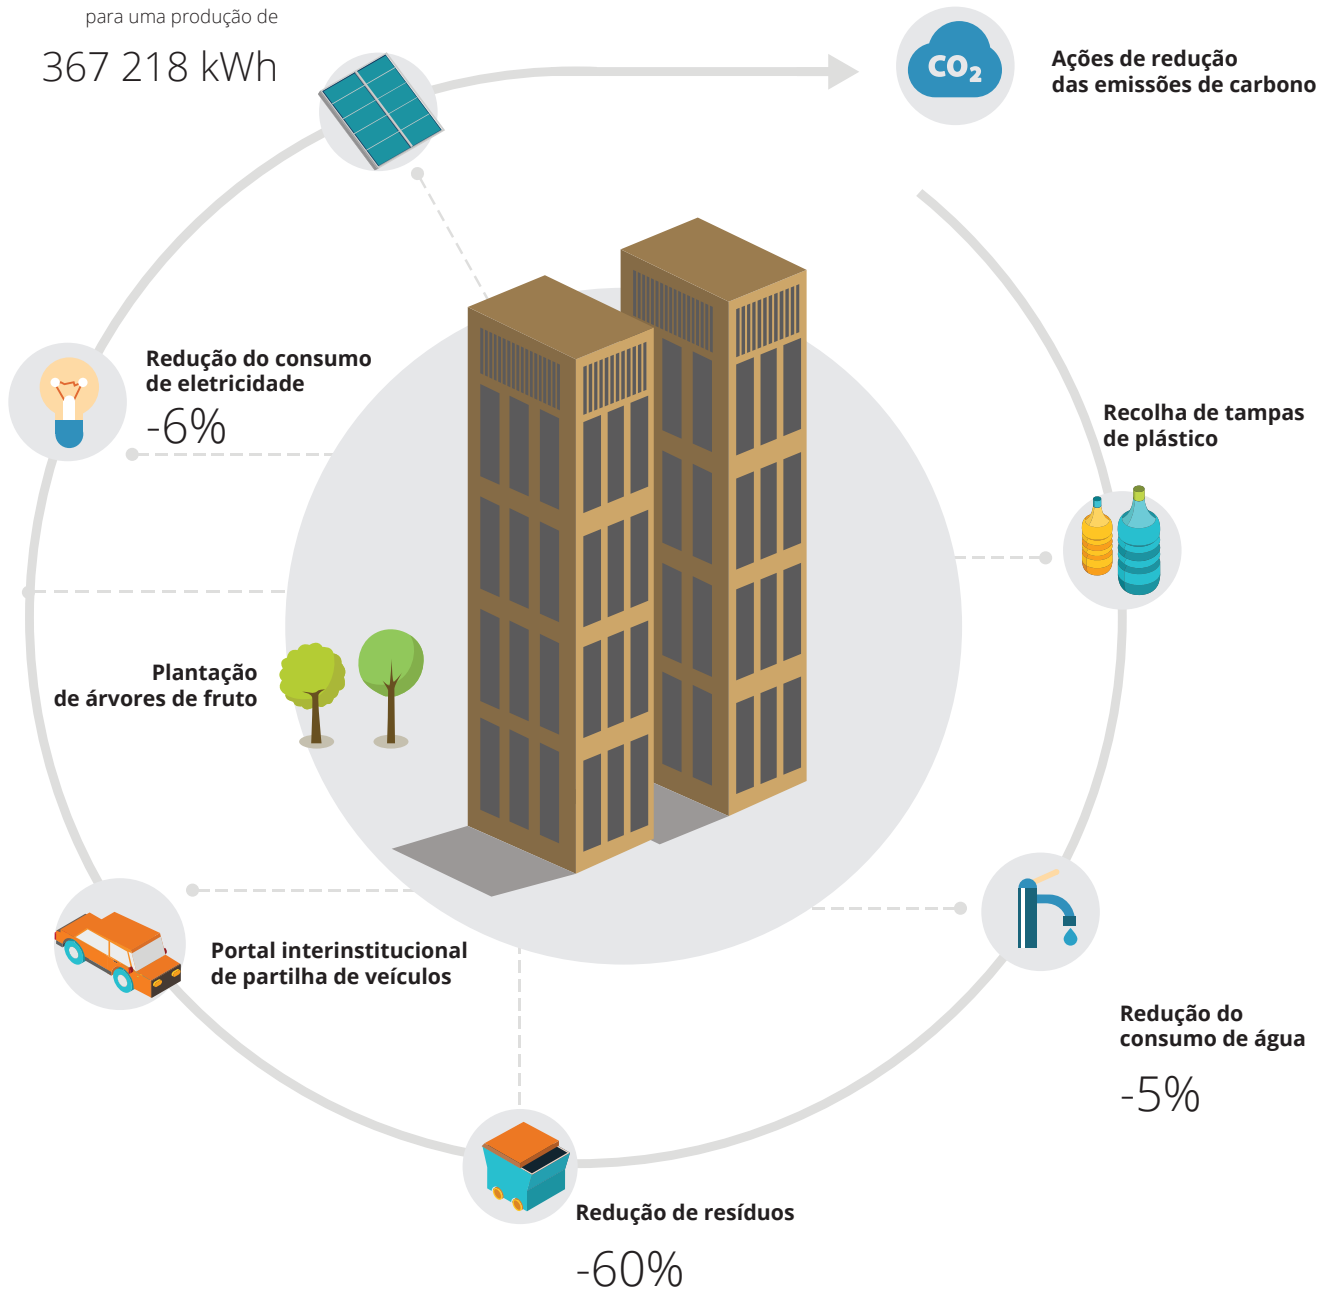 para uma produção de
367 218 kWh
CO2
Ações de redução
das emissões de carbono
Redução do consumo
de eletricidade
-6%
Recolha de tampas
de plástico
Plantação
de árvores de fruto
Portal interinstitucional
de partilha de veículos
Redução do
consumo de água
-5%
Redução de resíduos
-60%